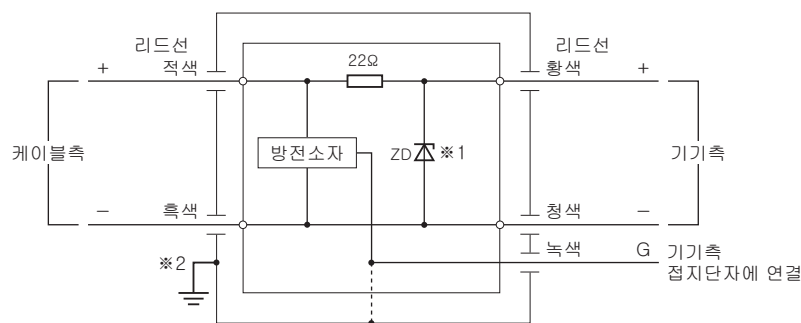 리드선
적색
22Ω
리드선
황색
+
+
케이블측
방전소자
ZD
※1
기기측
−
흑색
청색
−
※2
녹색
G
기기측
접지단자에 연결